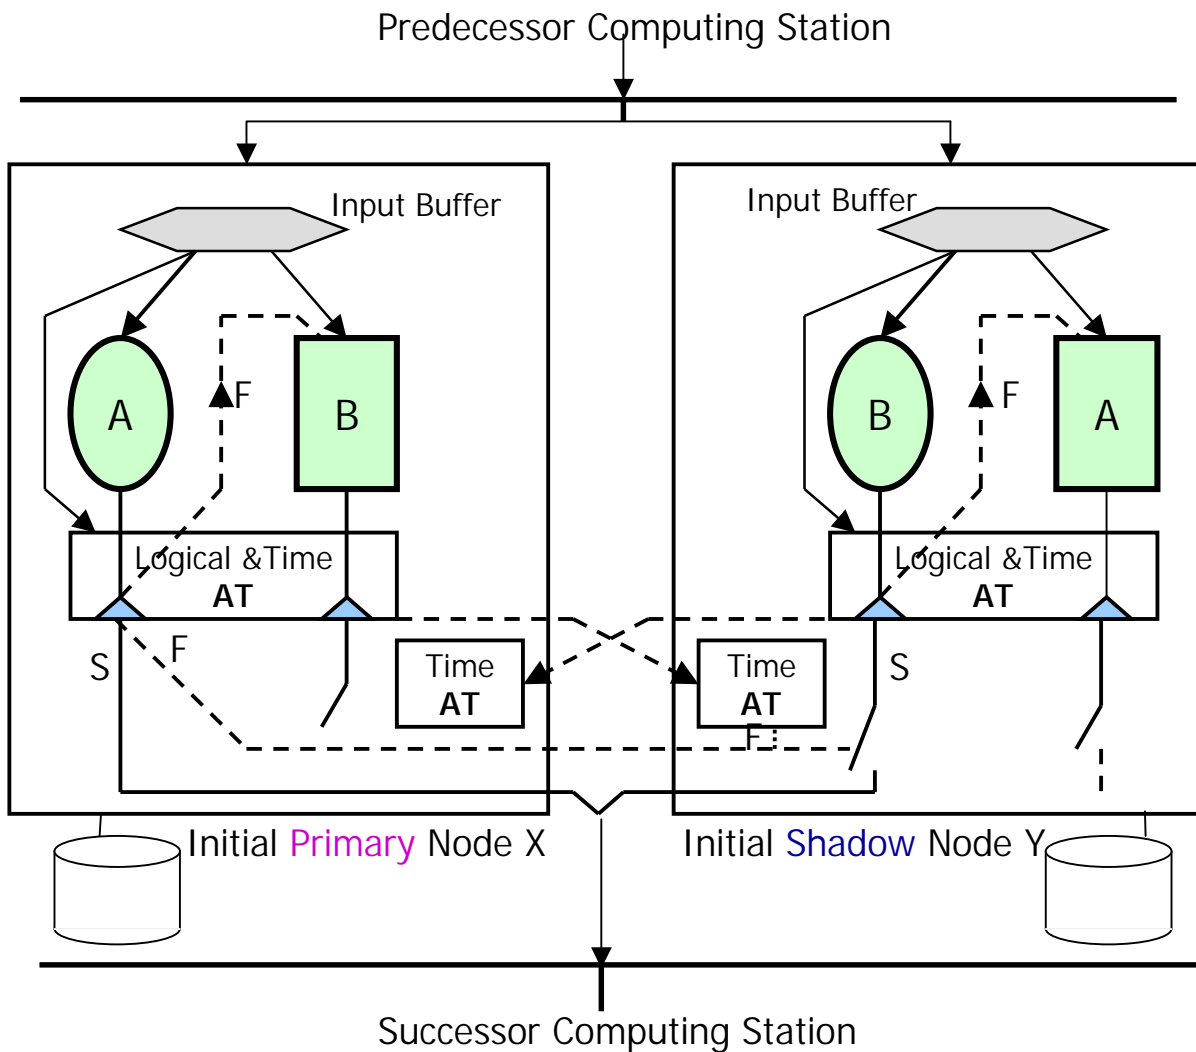 Predecessor Computing Station
Input Buffer
Input Buffer
A
B
F
B
A
F
Logical &Time
AT
Logical &Time
AT
S
F
Time
AT
Time
AT
F
S
Initial Primary Node X
Initial Shadow Node Y
Successor Computing Station